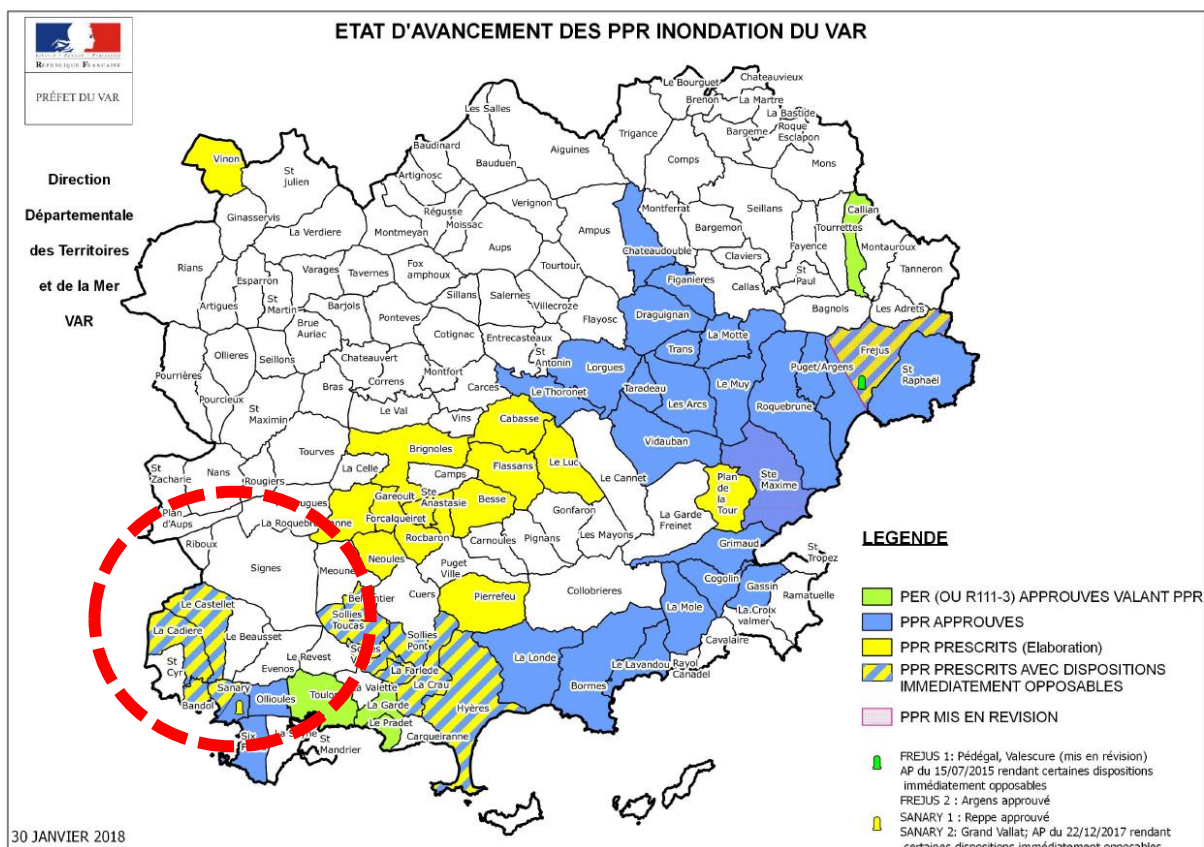 ETAT D'AVANCEMENT DES PPR INONDATION DU VAR
RÉPUBLIQUE FRANÇAISE
PRÉFET DU VAR
Direction
Départementale
des Territoires
et de la Mer
VAR
Le Bourguet
Chateauvieux
Brenon
La Martre
La Bastide
Roque
Esclapon
Bargeme
Les Salles
Trigance
Aiguines
Comps
Mons
Baudinard
Bauduen
Artignosc
Vinon
St
Julien
Ginasservis
La Verdiere
Montmeyan
Régusse
Moissac
Verignon
Aups
Ampus
Montferrat
Bargemon
Seillans
Callian
Tourrettes
Montauroux
Tanneron
Fayence
St
Paul
Claviers
Callas
Chateaudouble
Figanieres
Rians
Artigues
Esparron
St
Martin
Varages
Tavernes
Fox
amphoux
Tourtour
Sillans
Salernes
Villecroze
Flayosc
Draguignan
Trans
La Motte
Bagnols
Les Adrets
Barjols
Ponteves
Brue
Auriac
Cotignac
Entrecasteaux
St
Antonin
Lorgues
Frejus
St
Raphaël
Puget/Argens
Le Muy
Roquebrune
Ollieres
Seillons
Chateauvert
Montfort
Correns
Bras
Carces
Le Thoronet
Taradeau
Les Arcs
Pourrières
Pourcieux
St
Maximin
Le Val
Vins
Cabasse
Vidauban
Brignoles
Flassans
Le Luc
Le Cannet
Ste
Maxime
Plan
de la
Tour
Tourves
La Celle
Camps
St
Zacharie
Nans
Rougiers
Plan
d'Aups
Gareoult
Ste
Anastasie
Besse
Forcalqueiret
Gonfaron
La Garde
Freinet
Riboux
Rocbaron
Carnoules
Pignans
Les Mayons
Grimaud
St
Tropez
Signes
Meoune
Neoules
Puget
Ville
Cuers
Pierrefeu
Collobrieres
Cogolin
Gassin
Ramatuelle
La Mole
La Croix
valmer
Cavalaire
Le Castellet
La Cadiere
Le Beausset
Sollies
Toucas
Sollies
Pont
St
Cyr
Evenos
Le Revest
La Farlede
La Crau
La Londe
Le Lavandou
Rayol
Canadel
Bormes
Hyères
Bandol
Sanary
Ollioules
La Valette
La Garde
Le Pradet
Carqueiranne
St
Mandrier
LEGENDE
PER (OU R111-3) APPROUVES VALANT PPR
PPR APPROUVES
PPR PRESCRITS (Elaboration)
PPR PRESCRITS AVEC DISPOSITIONS
IMMEDIATEMENT OPPOSABLES
PPR MIS EN REVISION
FREJUS 1: Pédégal, Valescure (mis en révision)
AP du 15/07/2015 rendant certaines dispositions
immédiatement opposables
FREJUS 2 : Argens approuvé
SANARY 1 : Reppe approuvé
SANARY 2: Grand Vallat; AP du 22/12/2017 rendant
certaines dispositions immédiatement opposables
30 JANVIER 2018